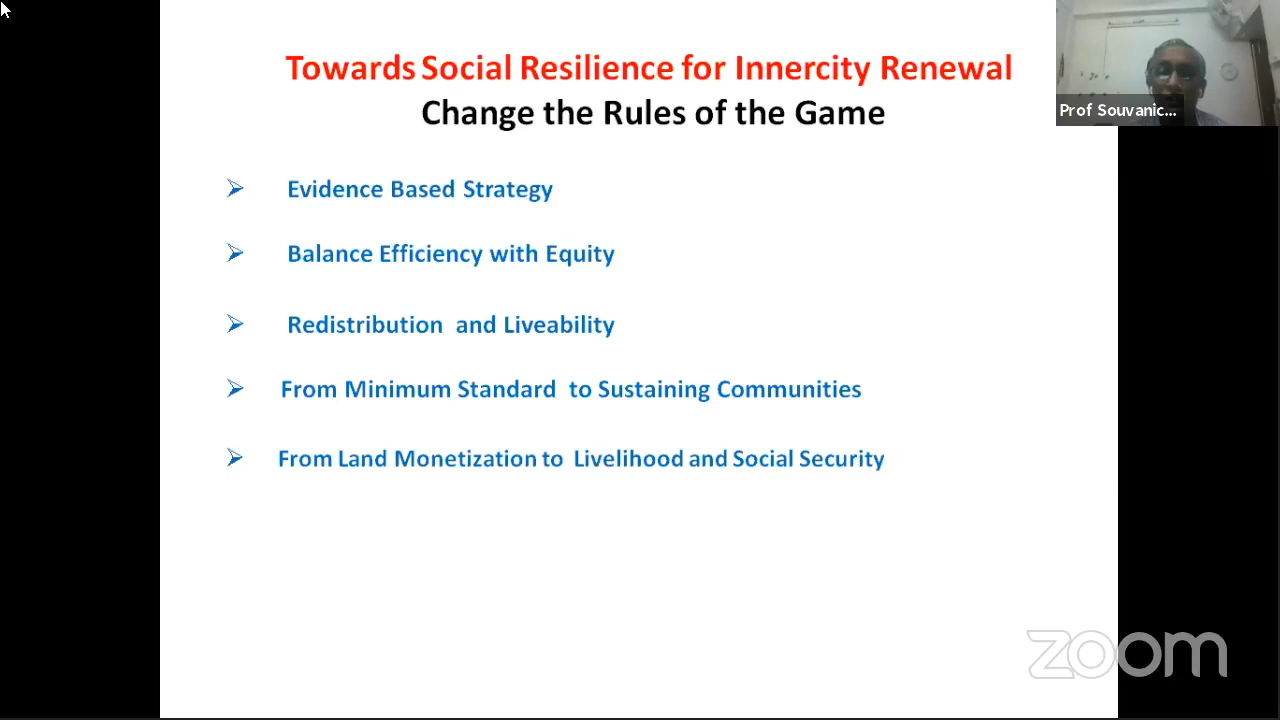 Towards Social Resilience for Innercity Renewal
Change the Rules of the Game
Prof Souvanic...
➢ Evidence Based Strategy
➢ Balance Efficiency with Equity
➢ Redistribution and Liveability
➢ From Minimum Standard to Sustaining Communities
➢ From Land Monetization to Livelihood and Social Security
zoom